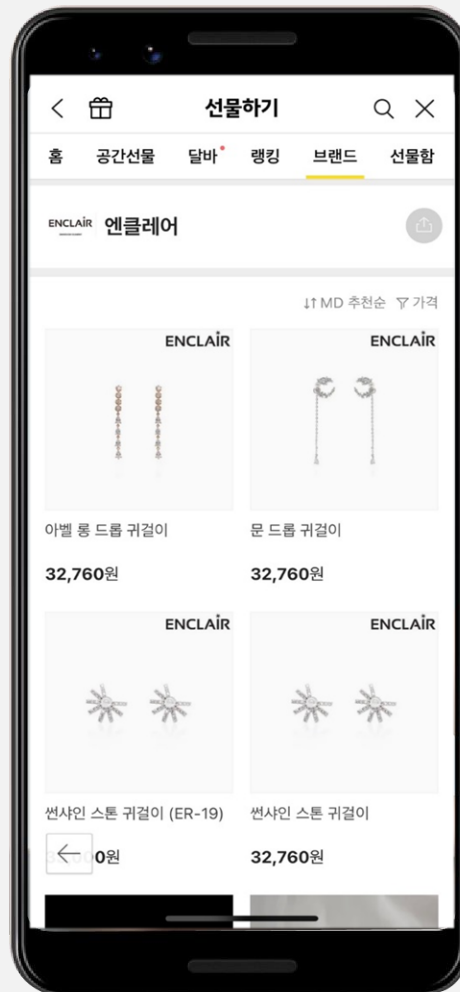 선물하기
홈 공간선물 달바 랭킹 브랜드 선물함
ENCLAIR 엔클레어
↓↑ MD 추천순 가격
ENCLAIR ENCLAIR
아벨 롱 드롭 귀걸이 문 드롭 귀걸이
32,760원 32,760원
ENCLAIR ENCLAIR
썬샤인 스톤 귀걸이 (ER-19) 썬샤인 스톤 귀걸이
0원 32,760원